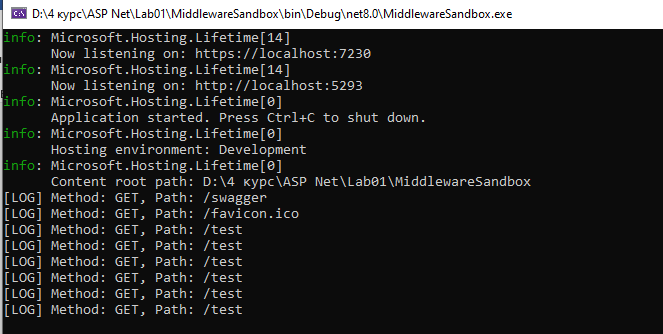 D:\4 курс\ASP Net\Lab01\MiddlewareSandbox\bin\Debug\net8.0\MiddlewareSandbox.exe
info: Microsoft.Hosting.Lifetime[14]
      Now listening on: https://localhost:7230
info: Microsoft.Hosting.Lifetime[14]
      Now listening on: http://localhost:5293
info: Microsoft.Hosting.Lifetime[0]
      Application started. Press Ctrl+C to shut down.
info: Microsoft.Hosting.Lifetime[0]
      Hosting environment: Development
info: Microsoft.Hosting.Lifetime[0]
      Content root path: D:\4 курс\ASP Net\Lab01\MiddlewareSandbox
[LOG] Method: GET, Path: /swagger
[LOG] Method: GET, Path: /favicon.ico
[LOG] Method: GET, Path: /test
[LOG] Method: GET, Path: /test
[LOG] Method: GET, Path: /test
[LOG] Method: GET, Path: /test
[LOG] Method: GET, Path: /test
[LOG] Method: GET, Path: /test